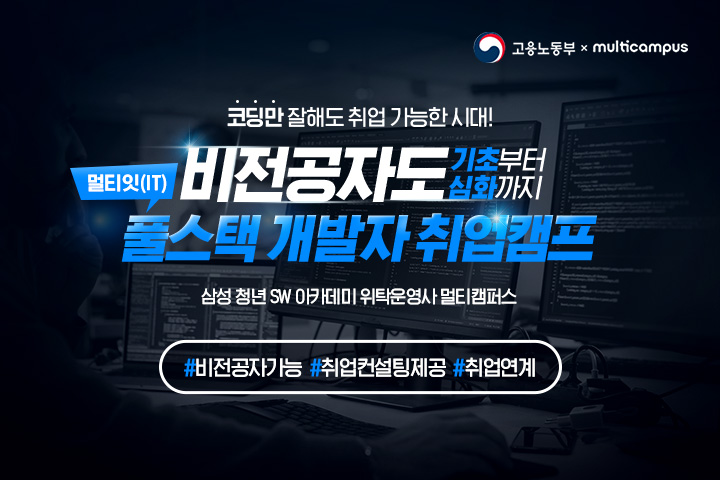 고용노동부 × multicampus
코딩만 잘해도 취업 가능한 시대!
멀티잇(IT)
비전공자도 기초부터
심화까지
풀스택 개발자 취업캠프
삼성 청년 SW 아카데미 위탁운영사 멀티캠퍼스
#비전공자가능 #취업컨설팅제공 #취업연계